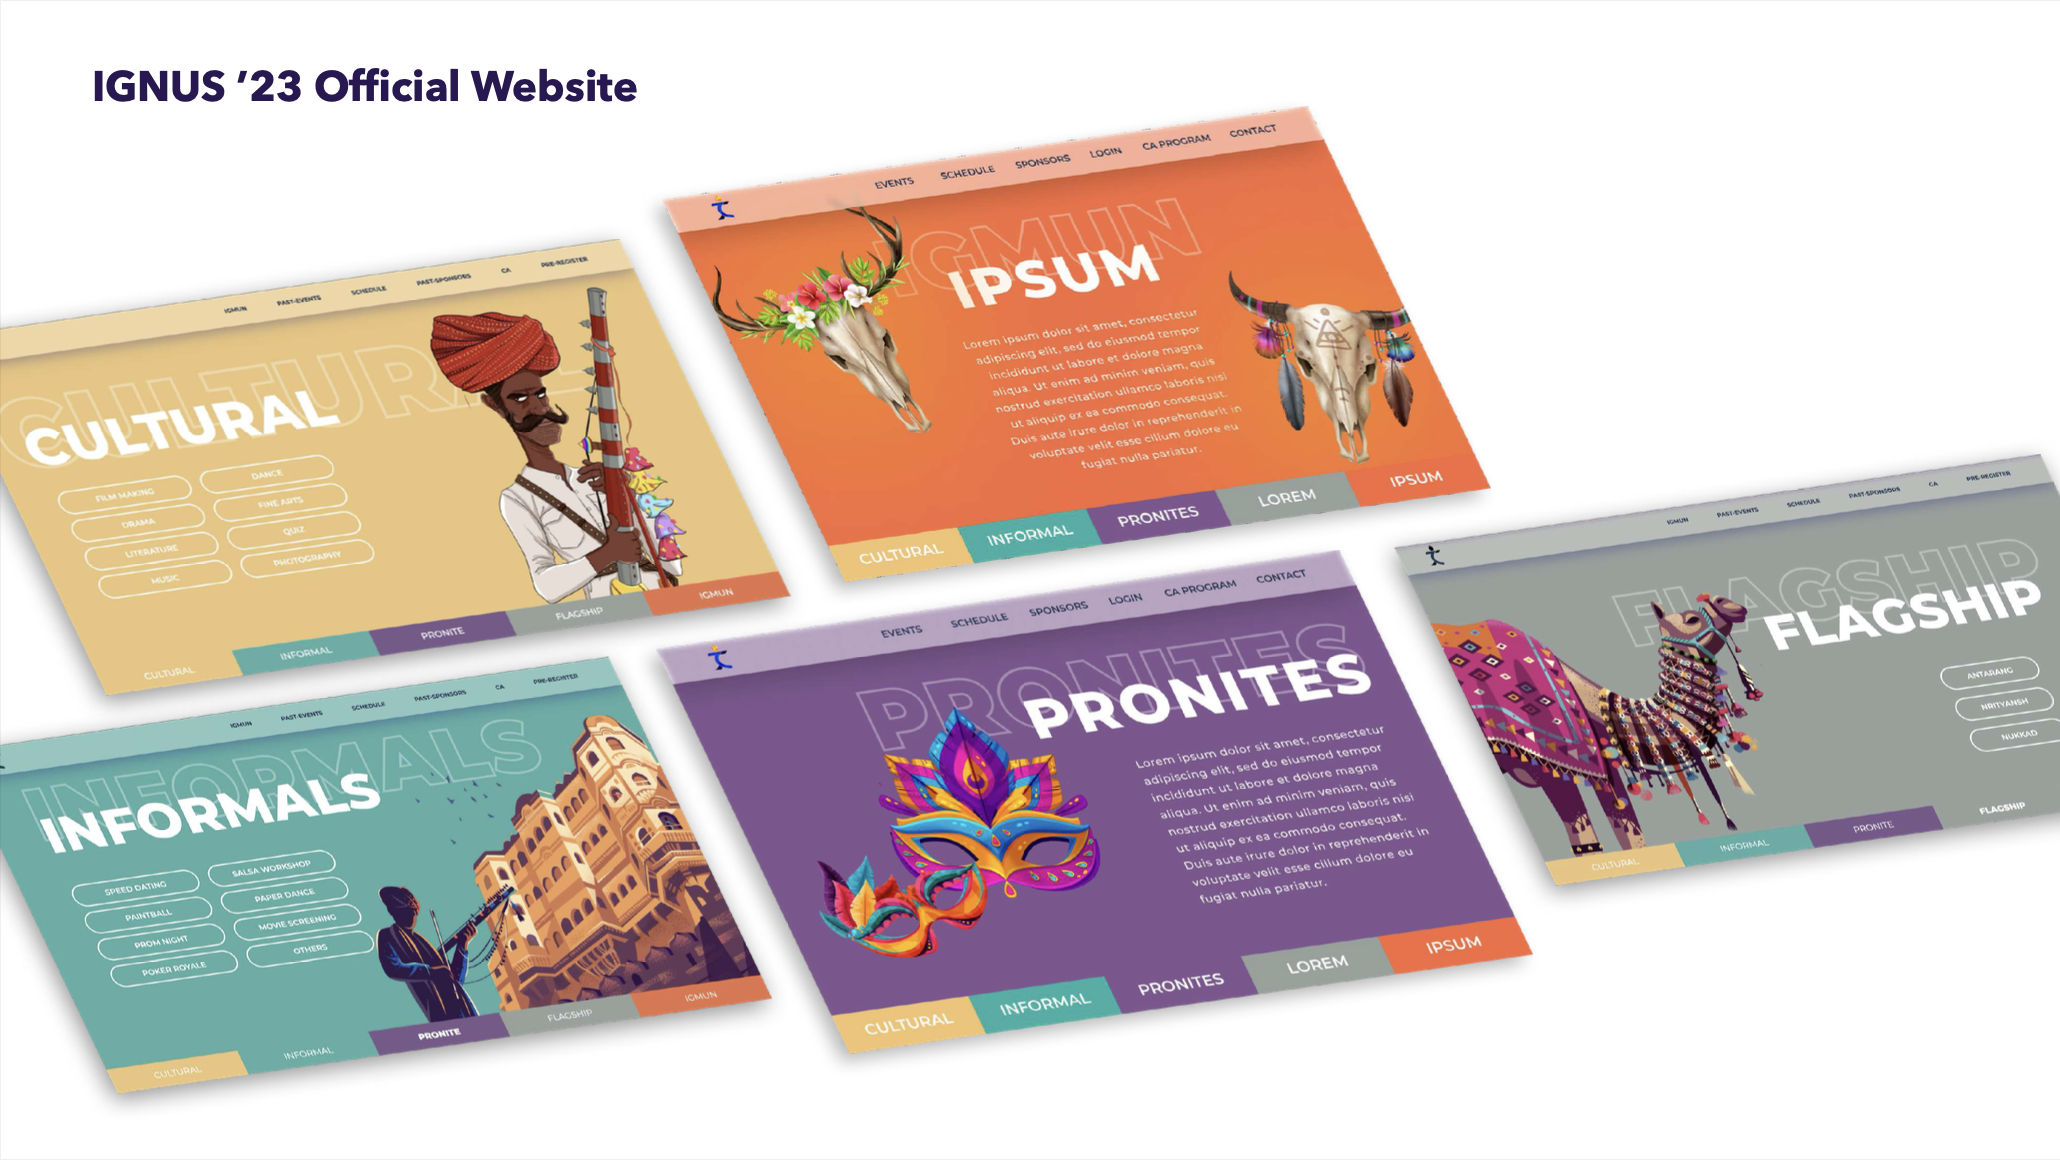 IGNUS ’23 Official Website
IGMUN PAST-EVENTS SCHEDULE PAST-SPONSORS CA PRE-REGISTER
CULTURAL
CULTURAL
FILM MAKING DANCE
DRAMA FINE ARTS
LITERATURE QUIZ
MUSIC PHOTOGRAPHY
CULTURAL INFORMAL PRONITE FLAGSHIP IGMUN
EVENTS SCHEDULE SPONSORS LOGIN CA PROGRAM CONTACT
IGMUN
IPSUM
Lorem ipsum dolor sit amet, consectetur
adipiscing elit, sed do eiusmod tempor
incididunt ut labore et dolore magna
aliqua. Ut enim ad minim veniam, quis
nostrud exercitation ullamco laboris nisi
ut aliquip ex ea commodo consequat.
Duis aute irure dolor in reprehenderit in
voluptate velit esse cillum dolore eu
fugiat nulla pariatur.
CULTURAL INFORMAL PRONITES LOREM IPSUM
IGMUN PAST-EVENTS SCHEDULE PAST-SPONSORS CA PRE-REGISTER
INFORMALS
INFORMALS
SPEED DATING SALSA WORKSHOP
PAINTBALL PAPER DANCE
PROM NIGHT MOVIE SCREENING
POKER ROYALE OTHERS
CULTURAL INFORMAL PRONITE FLAGSHIP IGMUN
EVENTS SCHEDULE SPONSORS LOGIN CA PROGRAM CONTACT
PRONITES
PRONITES
Lorem ipsum dolor sit amet, consectetur
adipiscing elit, sed do eiusmod tempor
incididunt ut labore et dolore magna
aliqua. Ut enim ad minim veniam, quis
nostrud exercitation ullamco laboris nisi
ut aliquip ex ea commodo consequat.
Duis aute irure dolor in reprehenderit in
voluptate velit esse cillum dolore eu
fugiat nulla pariatur.
CULTURAL INFORMAL PRONITES LOREM IPSUM
IGMUN PAST-EVENTS SCHEDULE PAST-SPONSORS CA PRE-REGISTER
FLAGSHIP
FLAGSHIP
ANTARANG
NRITYANSH
NUKKAD
CULTURAL INFORMAL PRONITE FLAGSHIP